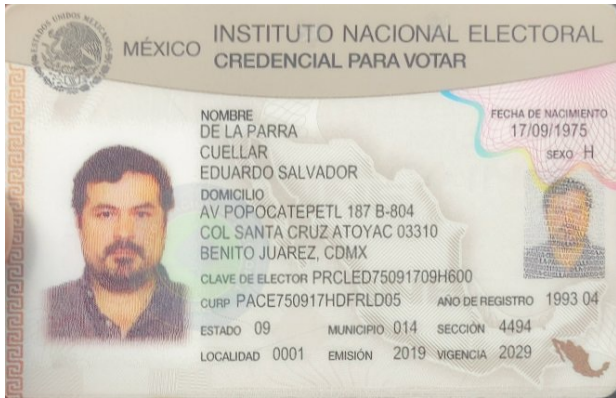 ESTADOS UNIDOS MEXICANOS
MÉXICO INSTITUTO NACIONAL ELECTORAL
CREDENCIAL PARA VOTAR
NOMBRE
DE LA PARRA
CUELLAR
EDUARDO SALVADOR
FECHA DE NACIMIENTO
17/09/1975
SEXO H
DOMICILIO
AV POPOCATEPETL 187 B-804
COL SANTA CRUZ ATOYAC 03310
BENITO JUAREZ, CDMX
CLAVE DE ELECTOR PRCLED75091709H600
CURP PACE750917HDFRLD05 AÑO DE REGISTRO 1993 04
ESTADO 09 MUNICIPIO 014 SECCIÓN 4494
LOCALIDAD 0001 EMISIÓN 2019 VIGENCIA 2029